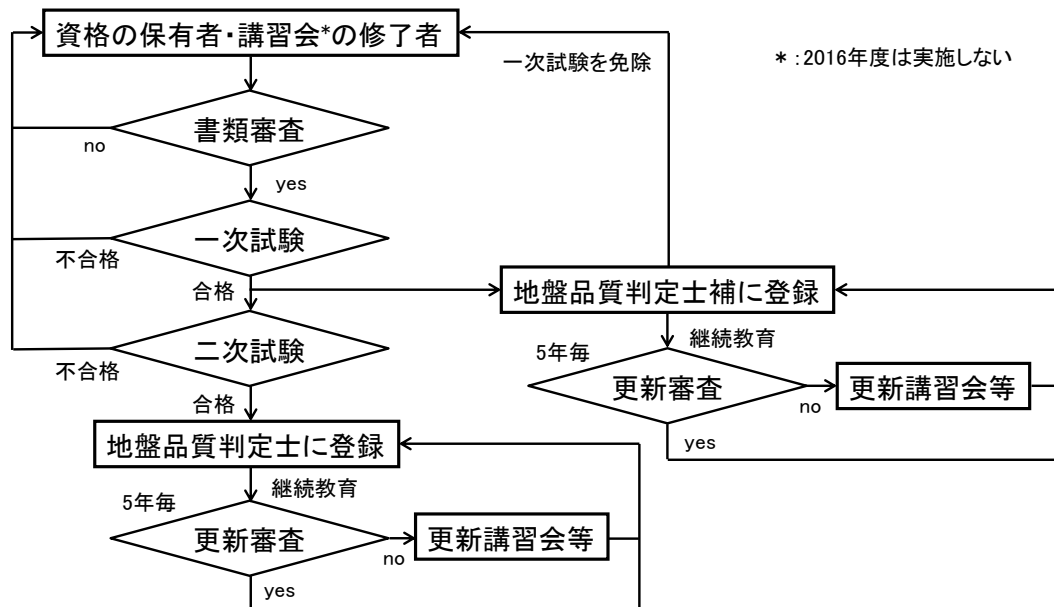 資格の保有者・講習会*の修了者
*：2016年度は実施しない
一次試験を免除
書類審査
no
yes
一次試験
不合格
合格
地盤品質判定士補に登録
二次試験
不合格
合格
継続教育
5年毎
更新審査
no
更新講習会等
yes
地盤品質判定士に登録
継続教育
5年毎
更新審査
no
更新講習会等
yes